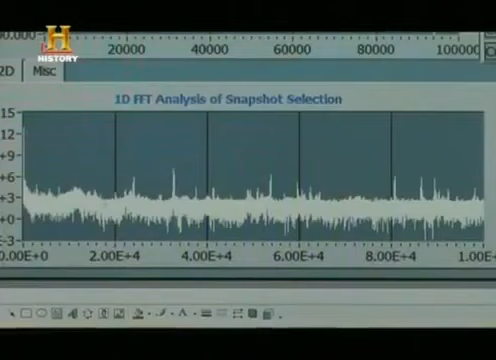 H
HISTORY
20000 40000 60000 80000 100000
2D Misc
1D FFT Analysis of Snapshot Selection
15
12
+9
+6
+3
+0
-3
0.00E+0 2.00E+4 4.00E+4 6.00E+4 8.00E+4 1.00E+